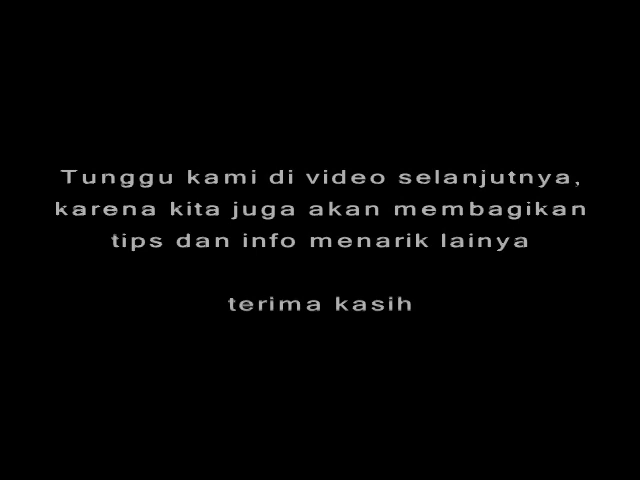 Tunggu kami di video selanjutnya,
karena kita juga akan membagikan
tips dan info menarik lainya
terima kasih